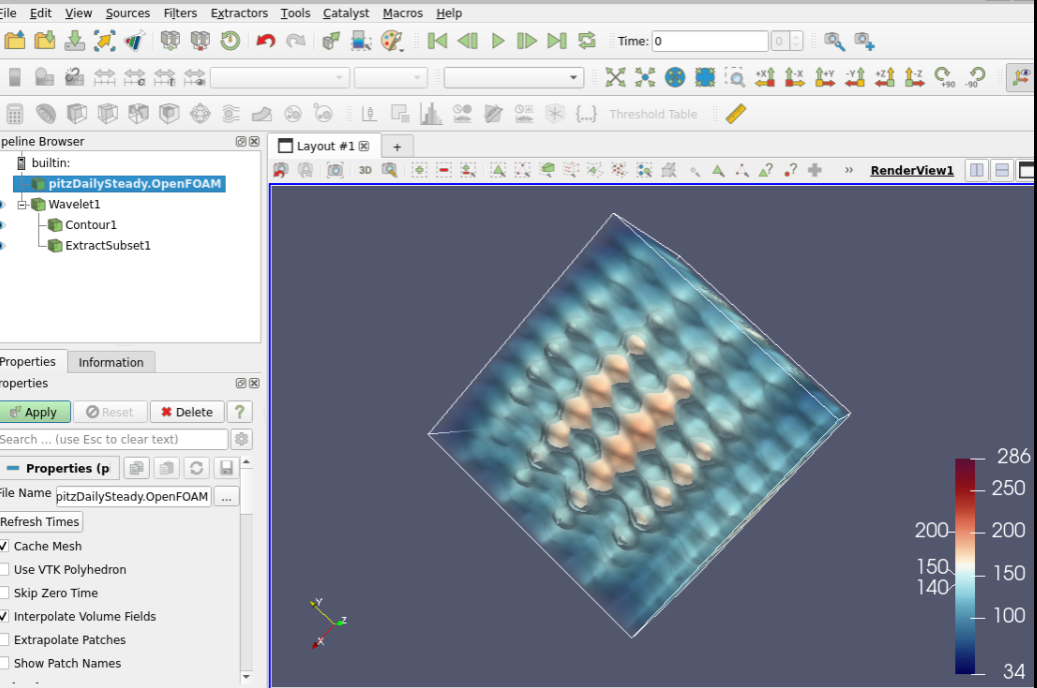 File Edit View Sources Filters Extractors Tools Catalyst Macros Help
Time: 0 0
+X -X +Y -Y +Z -Z +90 -90
Threshold Table
peline Browser
Layout #1 +
builtin:
3D » RenderView1
pitzDailySteady.OpenFOAM
Wavelet1
Contour1
ExtractSubset1
Properties Information
roperties
Apply Reset Delete ?
Search ... (use Esc to clear text)
Properties (p
File Name pitzDailySteady.OpenFOAM ...
Refresh Times
Cache Mesh
Use VTK Polyhedron
Skip Zero Time
Interpolate Volume Fields
Extrapolate Patches
Show Patch Names
Y
Z
X
286
250
200 200
150 150
140
100
34